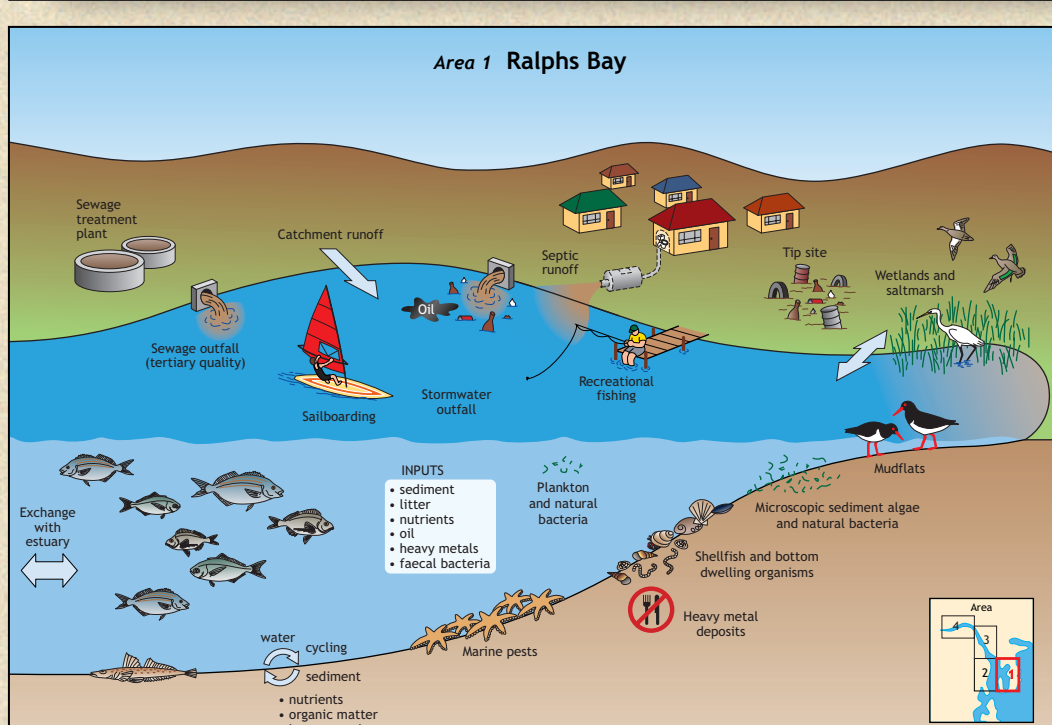 Area 1 Ralphs Bay
Sewage
treatment
plant
Catchment runoff
Septic
runoff
Tip site
Wetlands and
saltmarsh
Oil
Sewage outfall
(tertiary quality)
Sailboarding
Stormwater
outfall
Recreational
fishing
Mudflats
Exchange
with
estuary
INPUTS
• sediment
• litter
• nutrients
• oil
• heavy metals
• faecal bacteria
Plankton
and natural
bacteria
Microscopic sediment algae
and natural bacteria
Shellfish and bottom
dwelling organisms
Heavy metal
deposits
Marine pests
water
cycling
sediment
• nutrients
• organic matter
Area
4
3
2
1